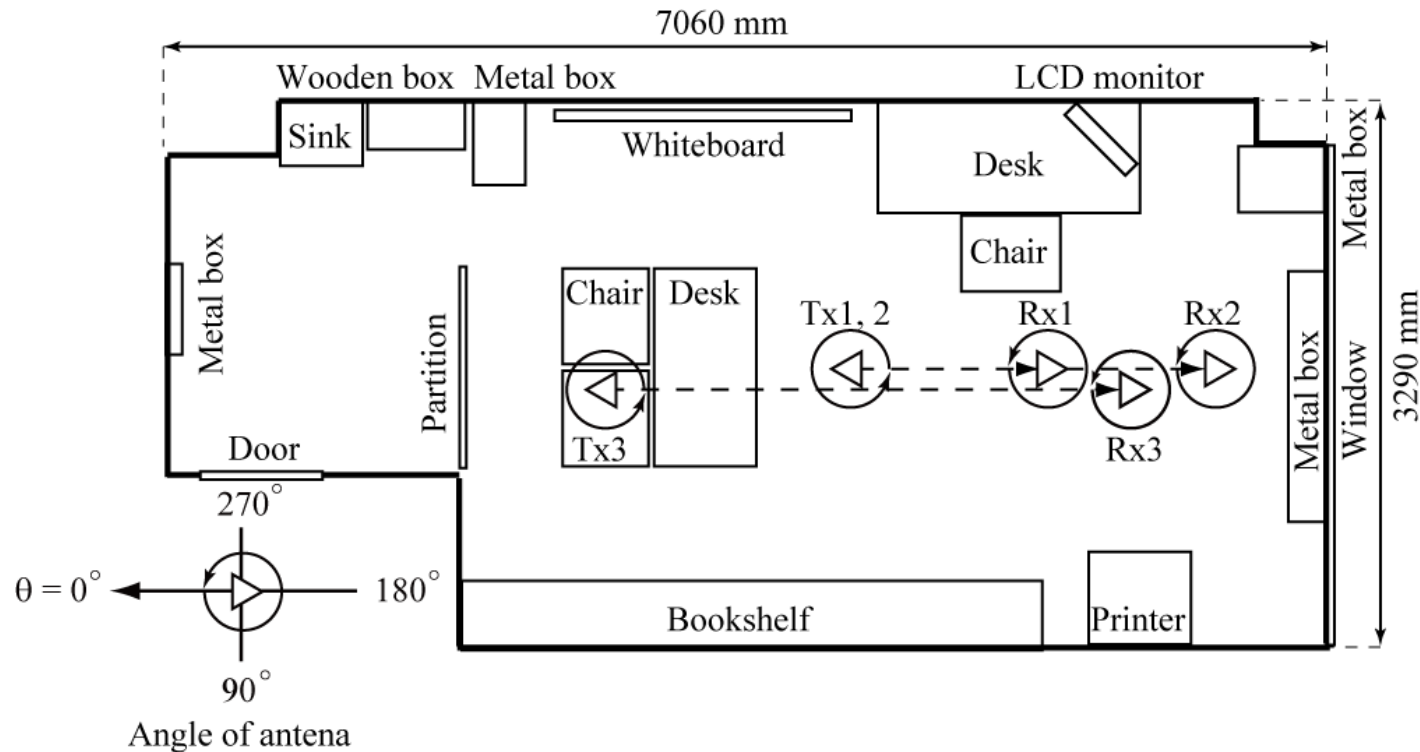 7060 mm
Wooden box
Metal box
LCD monitor
Sink
Whiteboard
Desk
Metal box
Chair
Metal box
Chair
Desk
Tx1, 2
Rx1
Rx2
Partition
Metal box
Window
3290 mm
Tx3
Rx3
Door
270°
θ = 0°
180°
Bookshelf
Printer
90°
Angle of antena